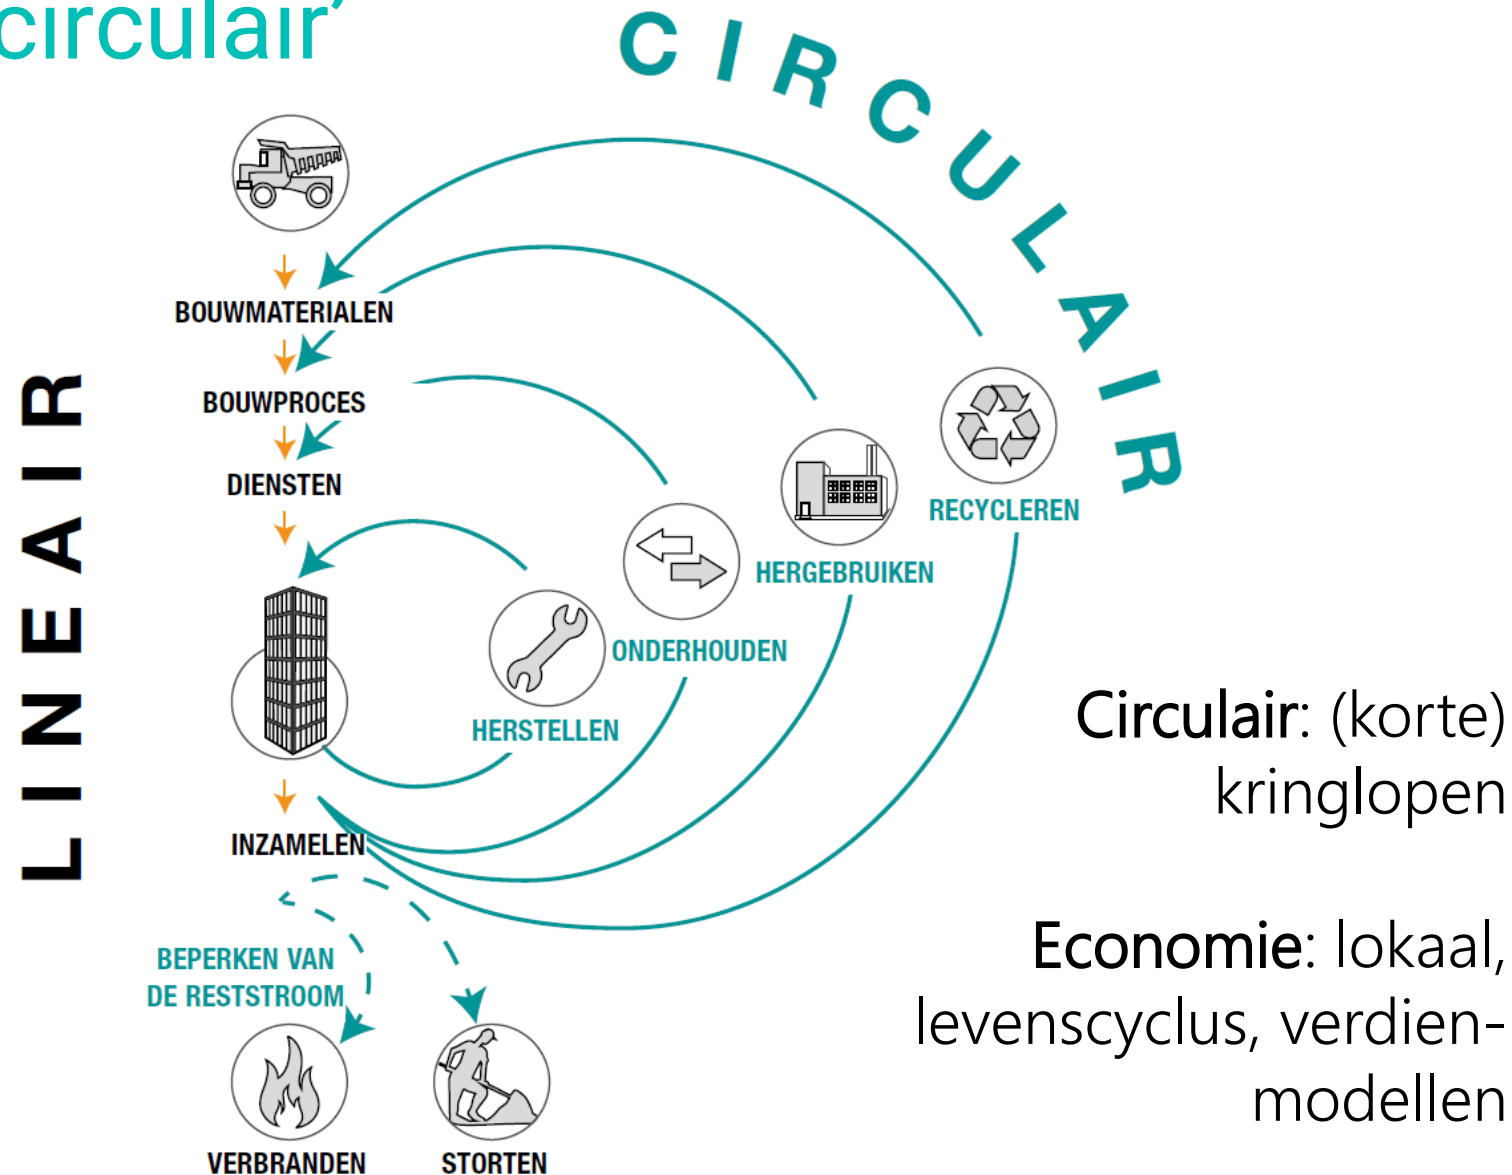 circulair’
CIRCULAIR
LINEAIR
BOUWMATERIALEN
BOUWPROCES
DIENSTEN
RECYCLEREN
HERGEBRUIKEN
ONDERHOUDEN
HERSTELLEN
INZAMELEN
BEPERKEN VAN
DE RESTSTROOM
VERBRANDEN
STORTEN
Circulair: (korte)
kringlopen
Economie: lokaal,
levenscyclus, verdien-
modellen